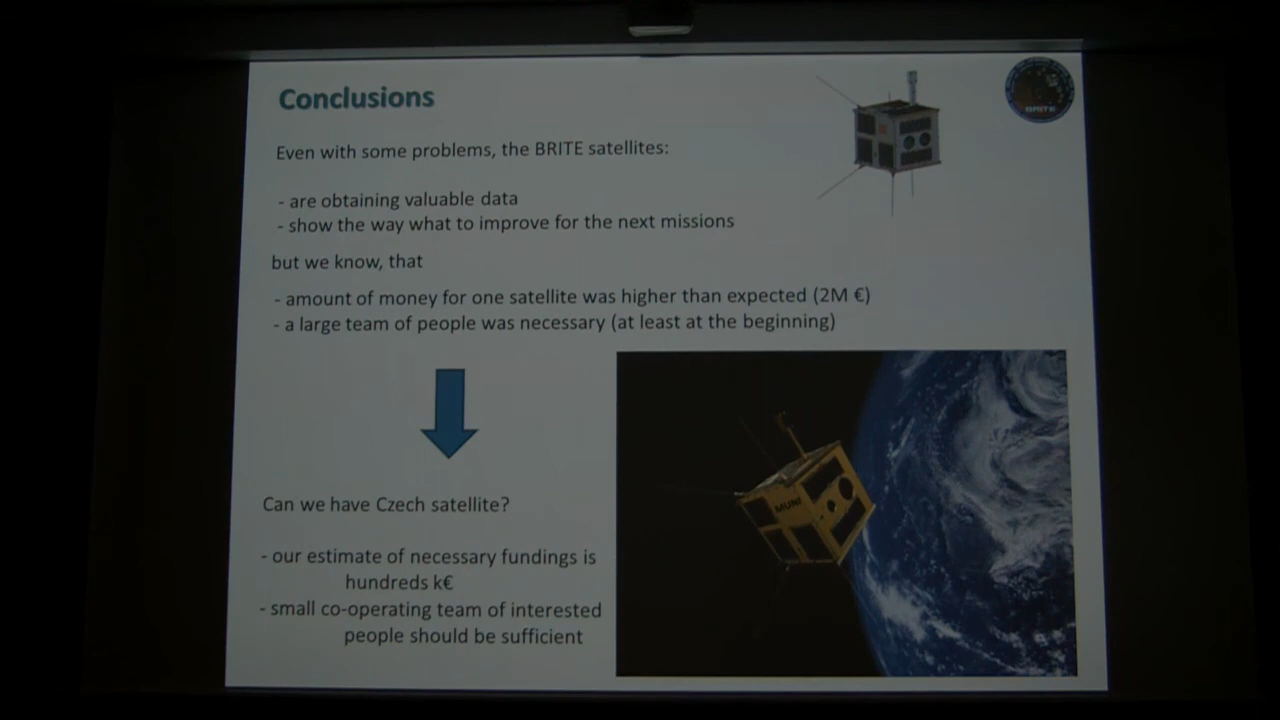 Conclusions
Even with some problems, the BRITE satellites:
- are obtaining valuable data
- show the way what to improve for the next missions
but we know, that
- amount of money for one satellite was higher than expected (2M €)
- a large team of people was necessary (at least at the beginning)
Can we have Czech satellite?
- our estimate of necessary fundings is
hundreds k€
- small co-operating team of interested
people should be sufficient
MUNI
BRITE